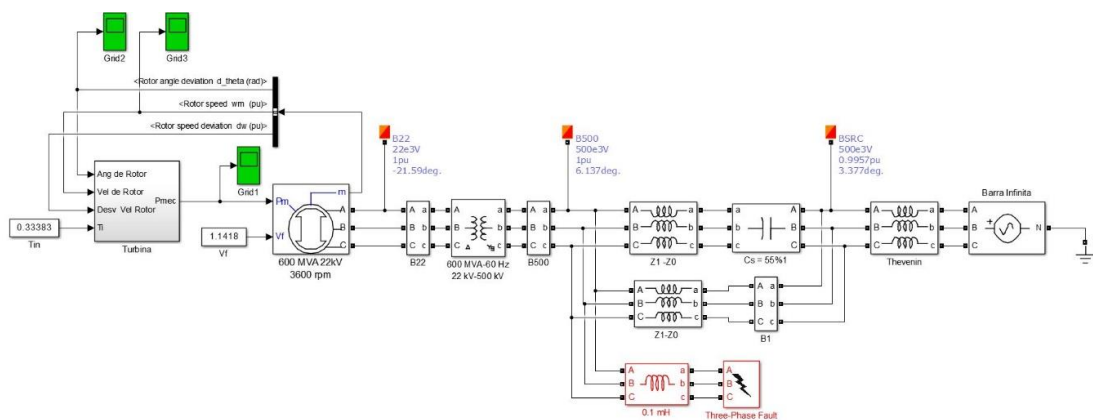 Grid2
Grid3
<Rotor angle deviation d_theta (rad)>
<Rotor speed wm (pu)>
<Rotor speed deviation dw (pu)>
Ang de Rotor
Vel de Rotor
Desv Vel Rotor
Ti
Pmec
Turbina
0.33383
Tin
Grid1
1.1418
Vf
Pm
m
Vf
A
B
C
600 MVA 22kV
3600 rpm
B22
22e3V
1pu
-21.59deg.
A a
B b
C c
B22
A a
B b
C c
600 MVA-60 Hz
22 kV-500 kV
A a
B b
C c
B500
B500
500e3V
1pu
6.137deg.
A a
B b
C c
Z1 -Z0
A
B
C
Cs = 55%1
BSRC
500e3V
0.9957pu
3.377deg.
A a
B b
C c
Thevenin
Barra Infinita
A
B
C
N
A a
B b
C c
Z1-Z0
A a
B b
C c
B1
A a
B b
C c
0.1 mH
A
B
C
Three-Phase Fault